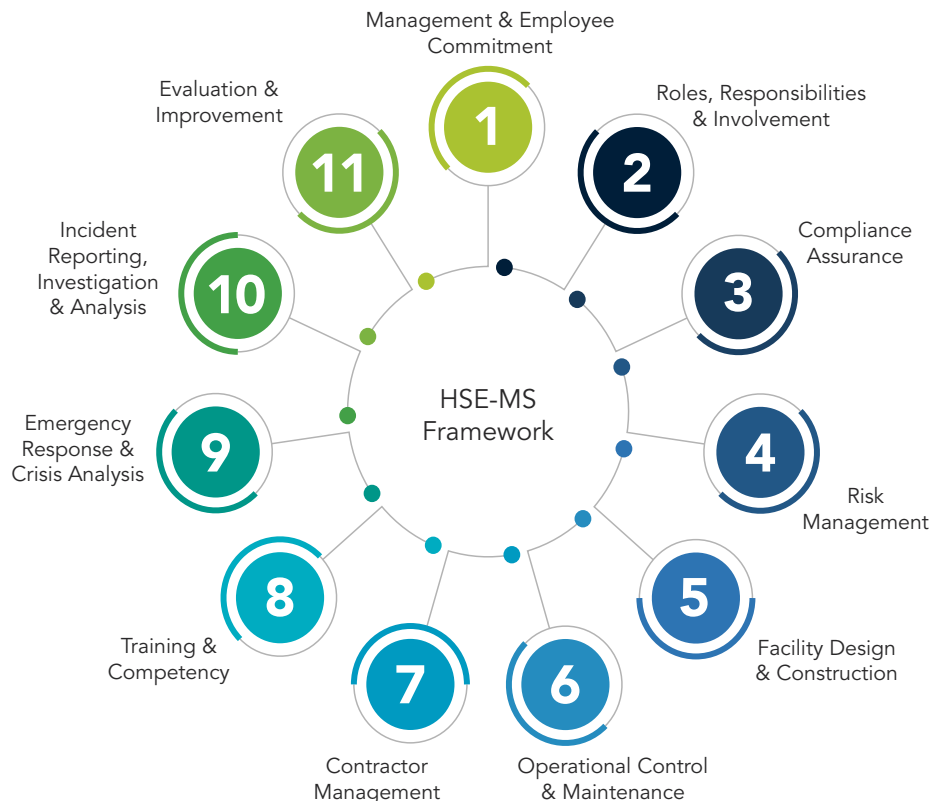 Management & Employee
Commitment
1
Roles, Responsibilities
& Involvement
2
Compliance
Assurance
3
Risk
Management
4
Facility Design
& Construction
5
Operational Control
& Maintenance
6
Contractor
Management
7
Training &
Competency
8
Emergency
Response &
Crisis Analysis
9
Incident
Reporting,
Investigation
& Analysis
10
Evaluation &
Improvement
11
HSE-MS
Framework